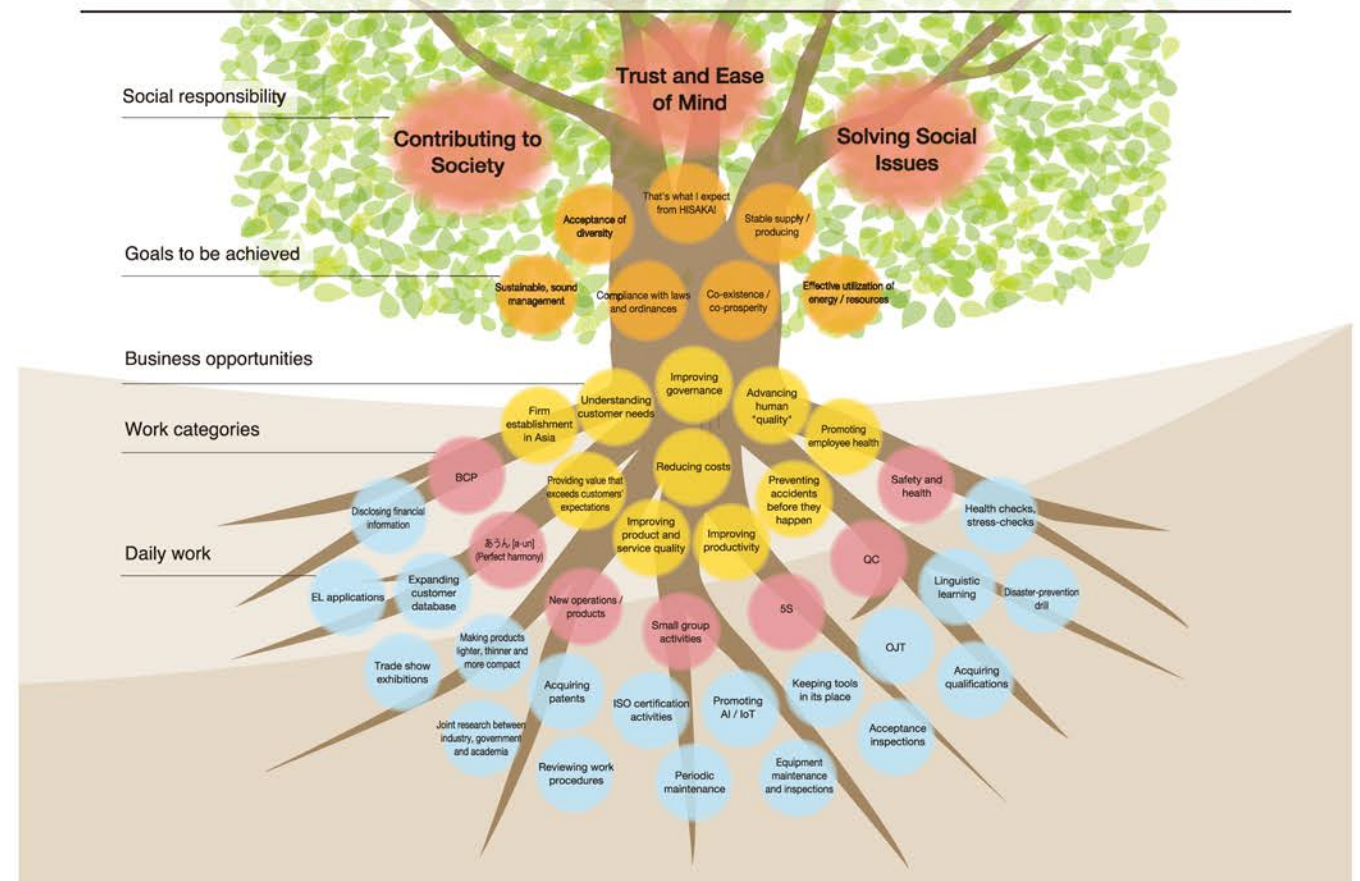 Social responsibility
Trust and Ease
of Mind
Contributing to
Society
Solving Social
Issues
Goals to be achieved
That's what I expect
from HISAKA!
Acceptance of
diversity
Stable supply /
producing
Sustainable, sound
management
Compliance with laws
and ordinances
Co-existence /
co-prosperity
Effective utilization of
energy / resources
Business opportunities
Improving
governance
Understanding
customer needs
Advancing
human
"quality"
Firm
establishment
in Asia
Promoting
employee health
Reducing costs
Providing value that
exceeds customers'
expectations
Preventing
accidents
before they
happen
Improving
product and
service quality
Improving
productivity
Work categories
BCP
Safety and
health
あうん [a-un]
(Perfect harmony)
QC
New operations /
products
Small group
activities
5S
Daily work
Disclosing financial
information
Health checks,
stress-checks
EL applications
Expanding
customer
database
Linguistic
learning
Disaster-prevention
drill
Trade show
exhibitions
Making products
lighter, thinner and
more compact
OJT
Acquiring
qualifications
Acquiring
patents
ISO certification
activities
Promoting
AI / IoT
Keeping tools
in its place
Joint research between
industry, government
and academia
Acceptance
inspections
Reviewing work
procedures
Periodic
maintenance
Equipment
maintenance
and inspections